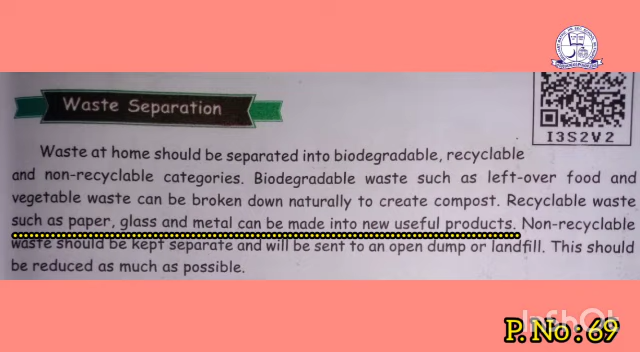 Waste Separation
I3S2V2
Waste at home should be separated into biodegradable, recyclable
and non-recyclable categories. Biodegradable waste such as left-over food and
vegetable waste can be broken down naturally to create compost. Recyclable waste
such as paper, glass and metal can be made into new useful products. Non-recyclable
waste should be kept separate and will be sent to an open dump or landfill. This should
be reduced as much as possible.
P.No:69